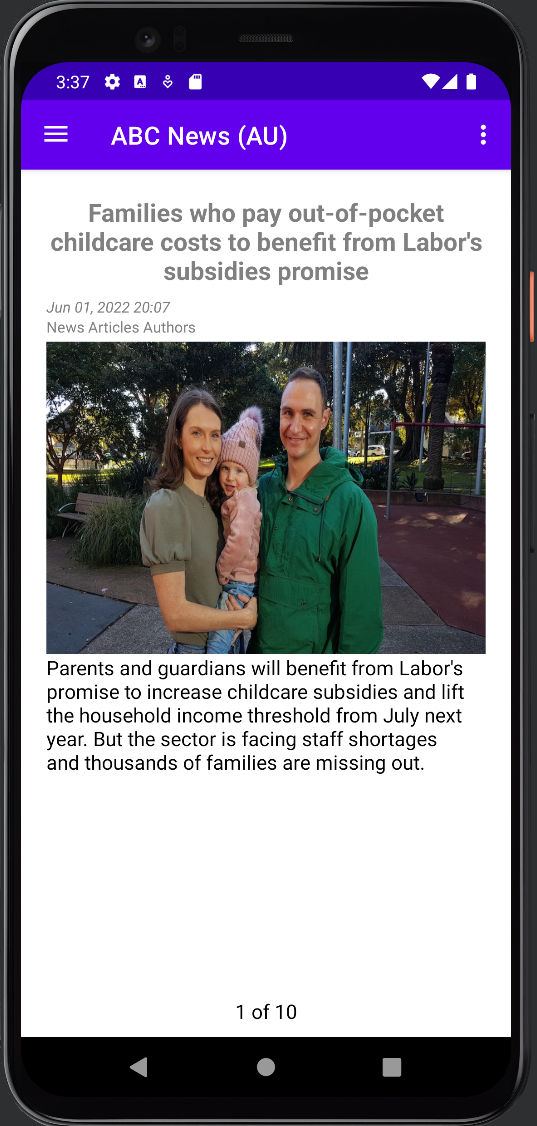 3:37
ABC News (AU)
Families who pay out-of-pocket
childcare costs to benefit from Labor's
subsidies promise
Jun 01, 2022 20:07
News Articles Authors
Parents and guardians will benefit from Labor's
promise to increase childcare subsidies and lift
the household income threshold from July next
year. But the sector is facing staff shortages
and thousands of families are missing out.
1 of 10